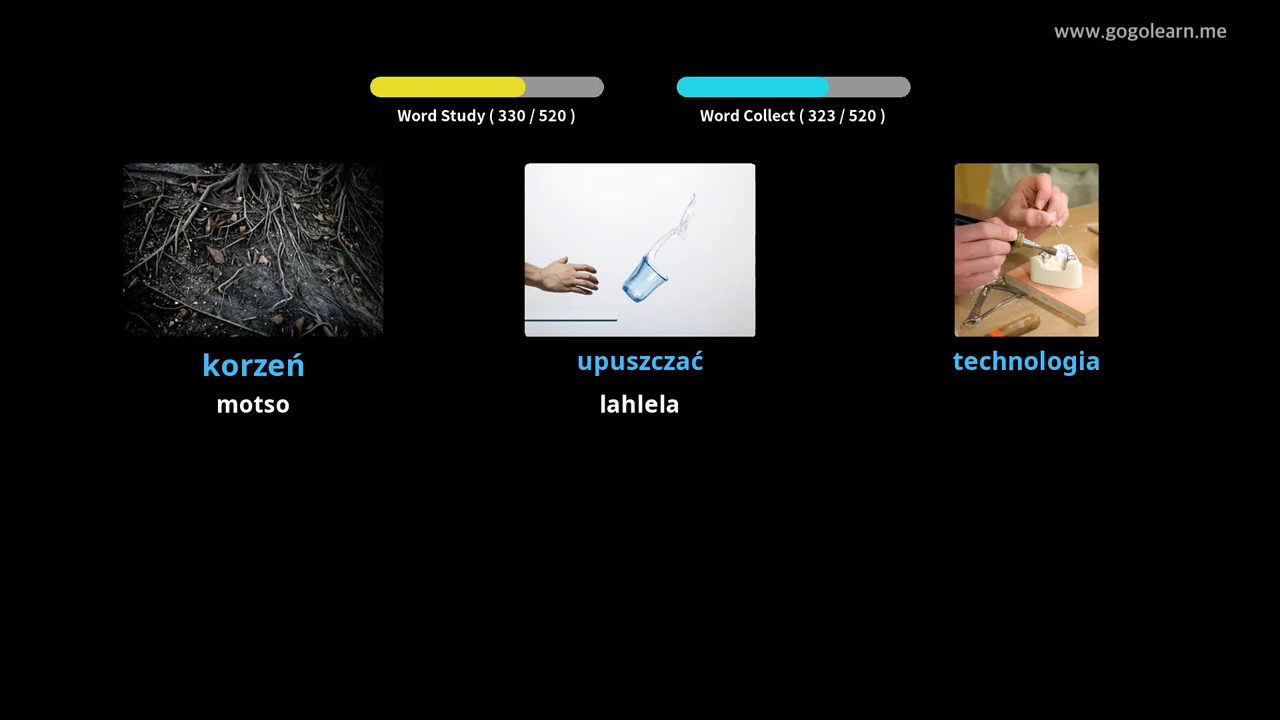 www.gogolearn.me
Word Study ( 330 / 520 )
Word Collect ( 323 / 520 )
korzeń
upuszczać
technologia
motso
lahlela